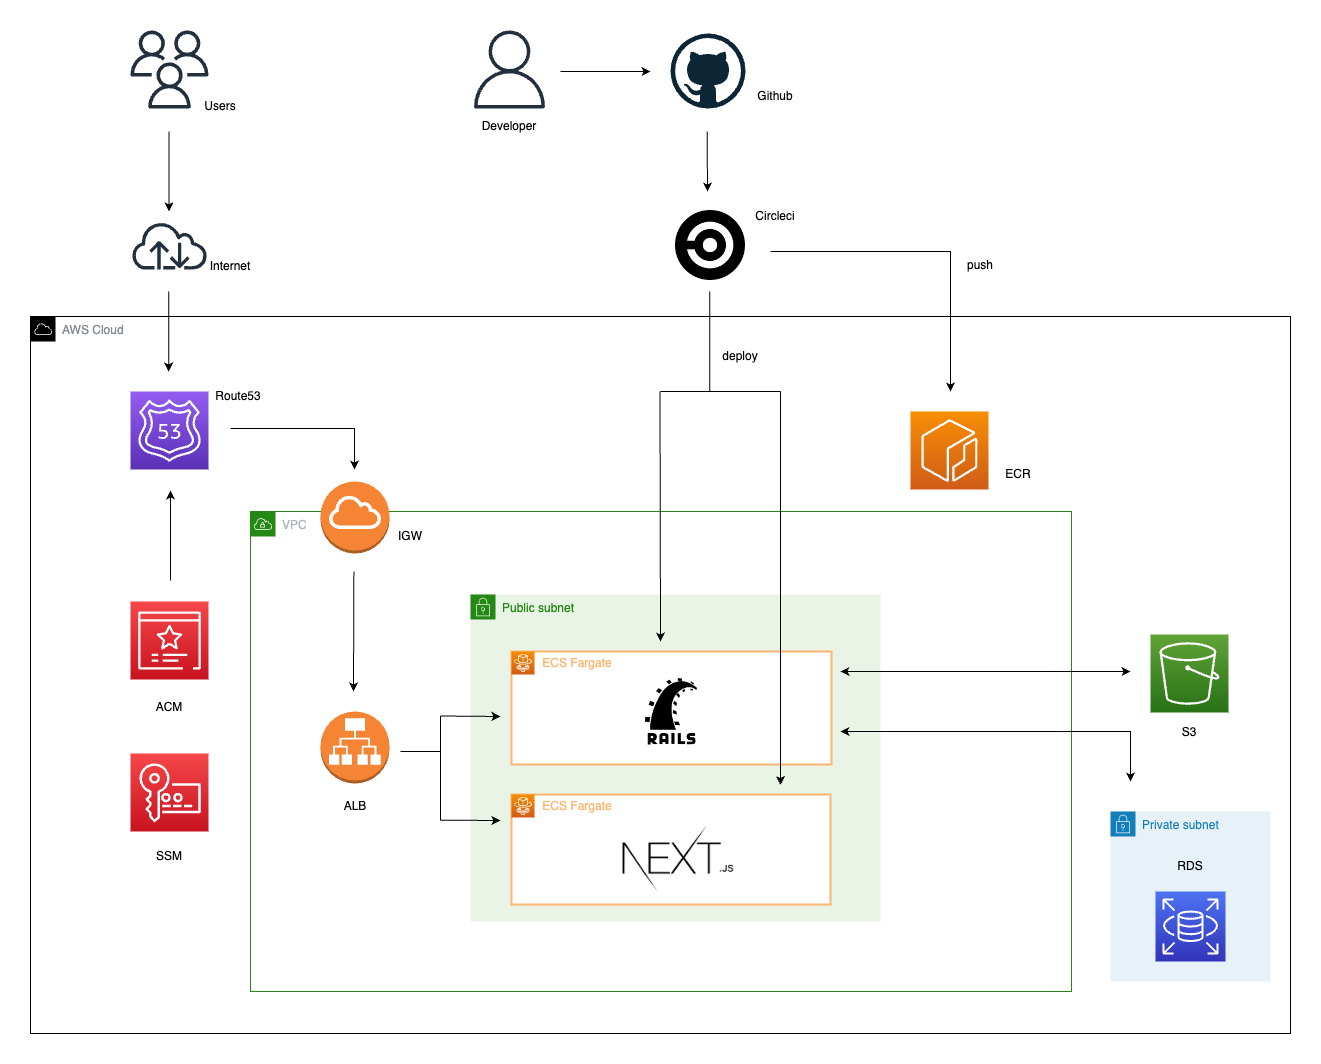 Users
Developer
Github
Circleci
Internet
push
AWS Cloud
deploy
Route53
53
ECR
VPC
IGW
Public subnet
ECS Fargate
RAILS
ACM
S3
ALB
ECS Fargate
NEXT.JS
SSM
Private subnet
RDS